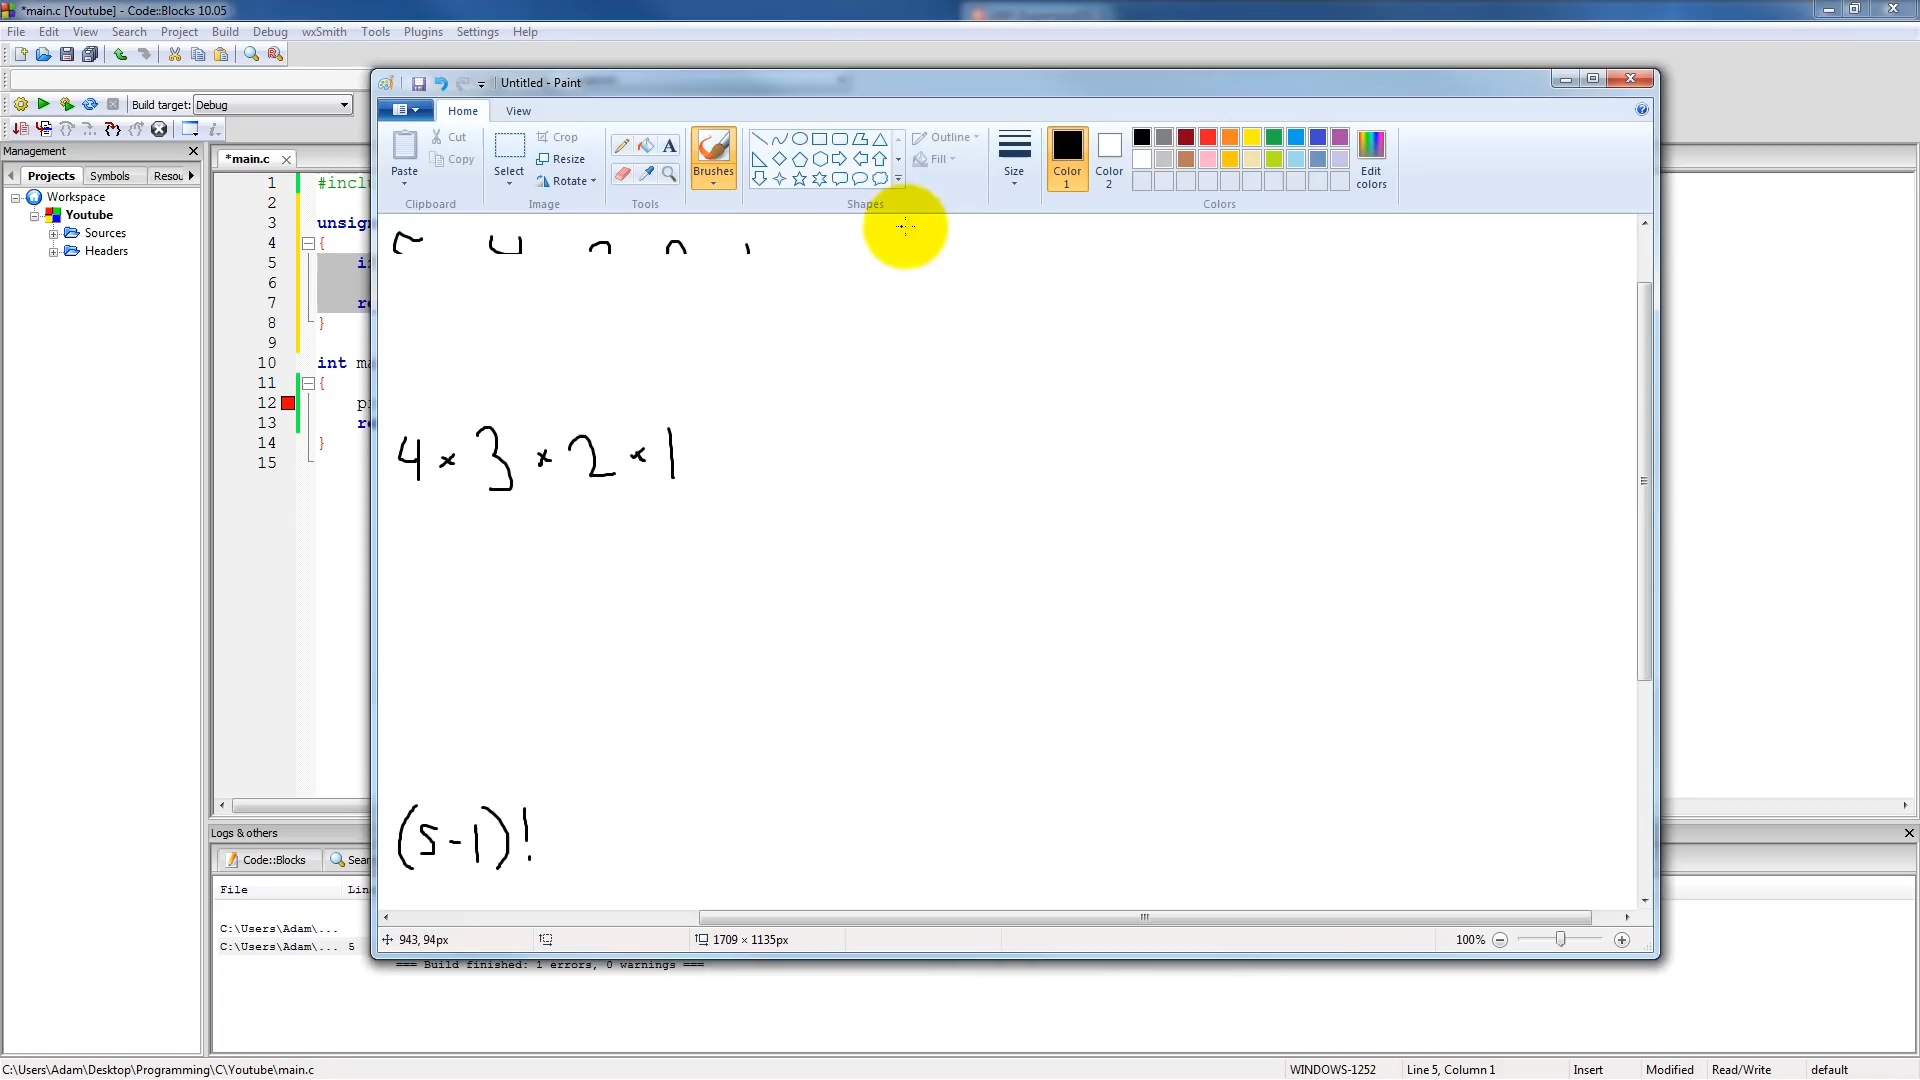 *main.c [Youtube] - Code::Blocks 10.05
File Edit View Search Project Build Debug wxSmith Tools Plugins Settings Help
Build target: Debug
Management
Projects Symbols Resou
Workspace
Youtube
Sources
Headers
*main.c
1 #inclu
2
3 unsign
4 {
5
6
7
8 }
9
10 int ma
11 {
12
13
14 }
15
Untitled - Paint
Home View
Paste Cut Copy
Clipboard
Select Crop Resize Rotate
Image
A
Tools
Brushes
Shapes
Outline Fill
Size
Color 1
Color 2
Edit colors
Colors
4 × 3 × 2 × 1
(5-1)!
943, 94px
1709 × 1135px
100%
Logs & others
Code::Blocks Sear
File Lin
C:\Users\Adam\...
C:\Users\Adam\... 5
=== Build finished: 1 errors, 0 warnings ===
C:\Users\Adam\Desktop\Programming\C\Youtube\main.c WINDOWS-1252 Line 5, Column 1 Insert Modified Read/Write default